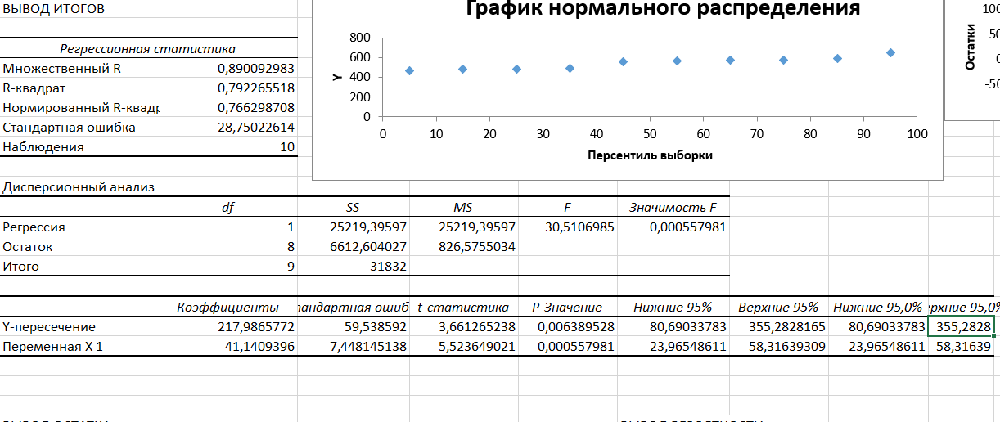 ВЫВОД ИТОГОВ
График нормального распределения
Y
800
600
400
200
0
0 10 20 30 40 50 60 70 80 90 100
Персентиль выборки
Остатки
50
0
-50
Регрессионная статистика
Множественный R 0,890092983
R-квадрат 0,792265518
Нормированный R-квадр 0,766298708
Стандартная ошибка 28,75022614
Наблюдения 10
Дисперсионный анализ
df SS MS F Значимость F
Регрессия 1 25219,39597 25219,39597 30,5106985 0,000557981
Остаток 8 6612,604027 826,5755034
Итого 9 31832
Коэффициенты тандартная ошиб t-статистика P-Значение Нижние 95% Верхние 95% Нижние 95,0% ерхние 95,0%
Y-пересечение 217,9865772 59,538592 3,661265238 0,006389528 80,69033783 355,2828165 80,69033783 355,2828
Переменная X 1 41,1409396 7,448145138 5,523649021 0,000557981 23,96548611 58,31639309 23,96548611 58,31639